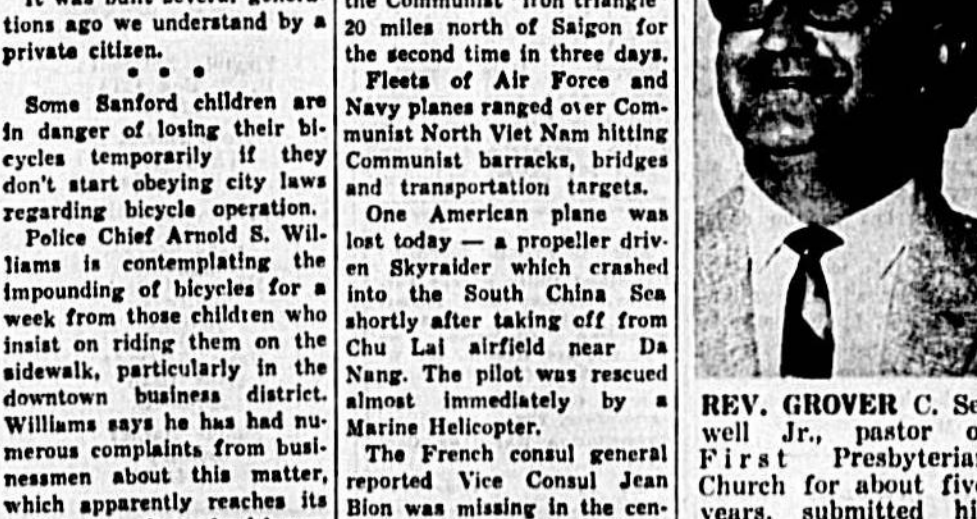 tions ago we understand by a
private citizen.
• • •
Some Sanford children are
in danger of losing their bi-
cycles temporarily if they
don't start obeying city laws
regarding bicycle operation.
Police Chief Arnold S. Wil-
liams is contemplating the
impounding of bicycles for a
week from those children who
insist on riding them on the
sidewalk, particularly in the
downtown business district.
Williams says he has had nu-
merous complaints from busi-
nessmen about this matter,
which apparently reaches its
the Communist "iron triangle"
20 miles north of Saigon for
the second time in three days.
Fleets of Air Force and
Navy planes ranged over Com-
munist North Viet Nam hitting
Communist barracks, bridges
and transportation targets.
One American plane was
lost today — a propeller driv-
en Skyraider which crashed
into the South China Sea
shortly after taking off from
Chu Lai airfield near Da
Nang. The pilot was rescued
almost immediately by a
Marine Helicopter.
The French consul general
reported Vice Consul Jean
Bion was missing in the cen-
REV. GROVER C. Se
well Jr., pastor o
First Presbyteria
Church for about five
years, submitted hi